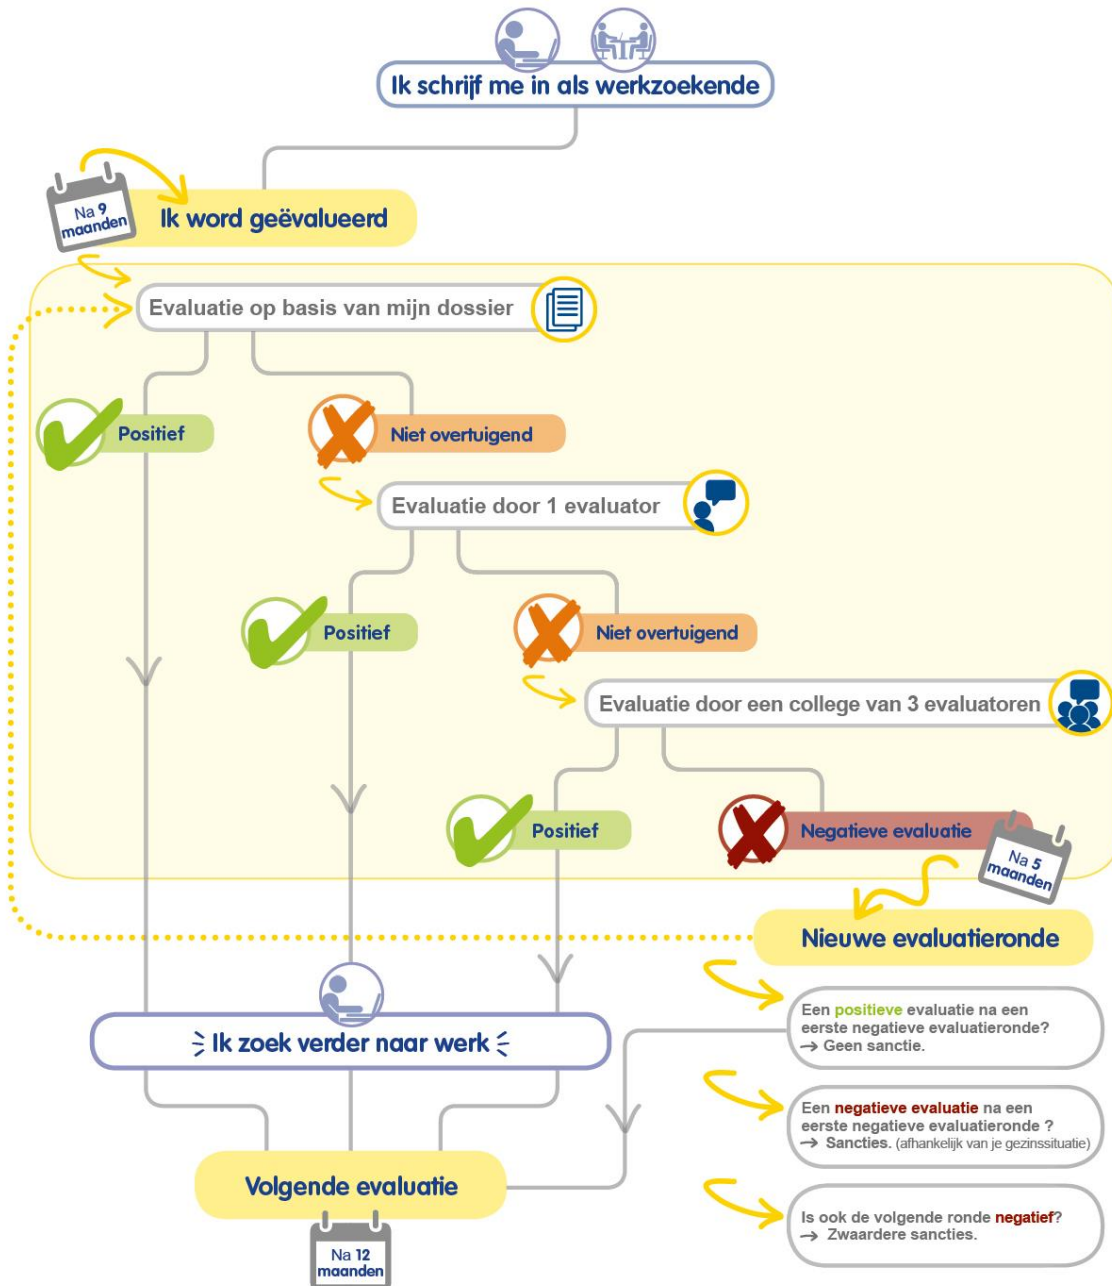 Ik schrijf me in als werkzoekende
Na 9
maanden
Ik word geëvalueerd
Evaluatie op basis van mijn dossier
Positief
Niet overtuigend
Evaluatie door 1 evaluator
Positief
Niet overtuigend
Evaluatie door een college van 3 evaluatoren
Positief
Negatieve evaluatie
Na 5
maanden
Nieuwe evaluatieronde
Een positieve evaluatie na een
eerste negatieve evaluatieronde?
→ Geen sanctie.
Ik zoek verder naar werk
Een negatieve evaluatie na een
eerste negatieve evaluatieronde ?
→ Sancties. (afhankelijk van je gezinssituatie)
Volgende evaluatie
Na 12
maanden
Is ook de volgende ronde negatief?
→ Zwaardere sancties.